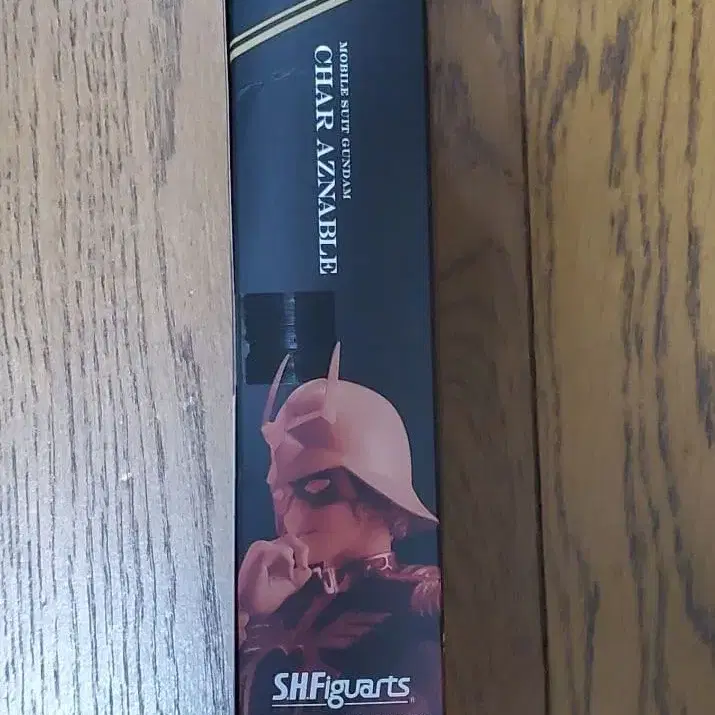 MOBILE SUIT GUNDAM
CHAR AZNABLE
S.H.Figuarts